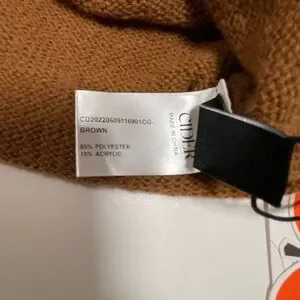 CD20220609116901CG-
BROWN
85% POLYESTER
15% ACRYLIC
CIDER
MADE IN CHINA